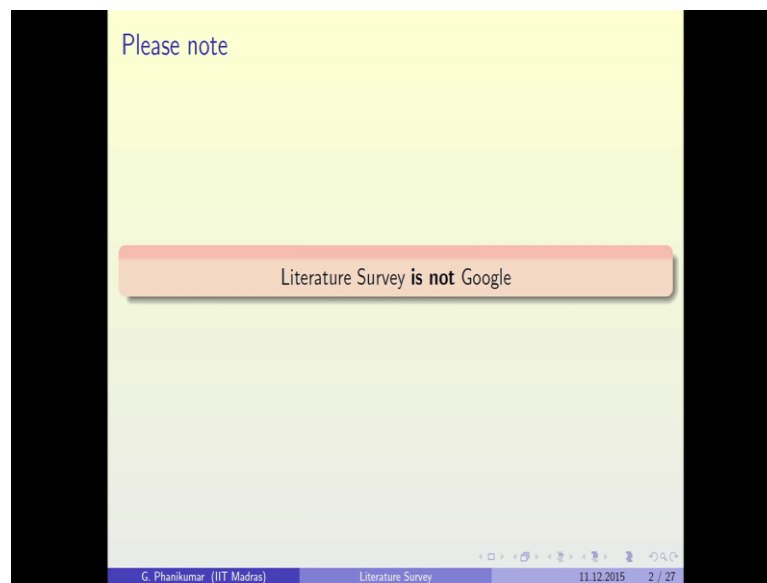 Please note
Literature Survey is not Google
G. Phanikumar (IIT Madras) Literature Survey 11.12.2015 2 / 27